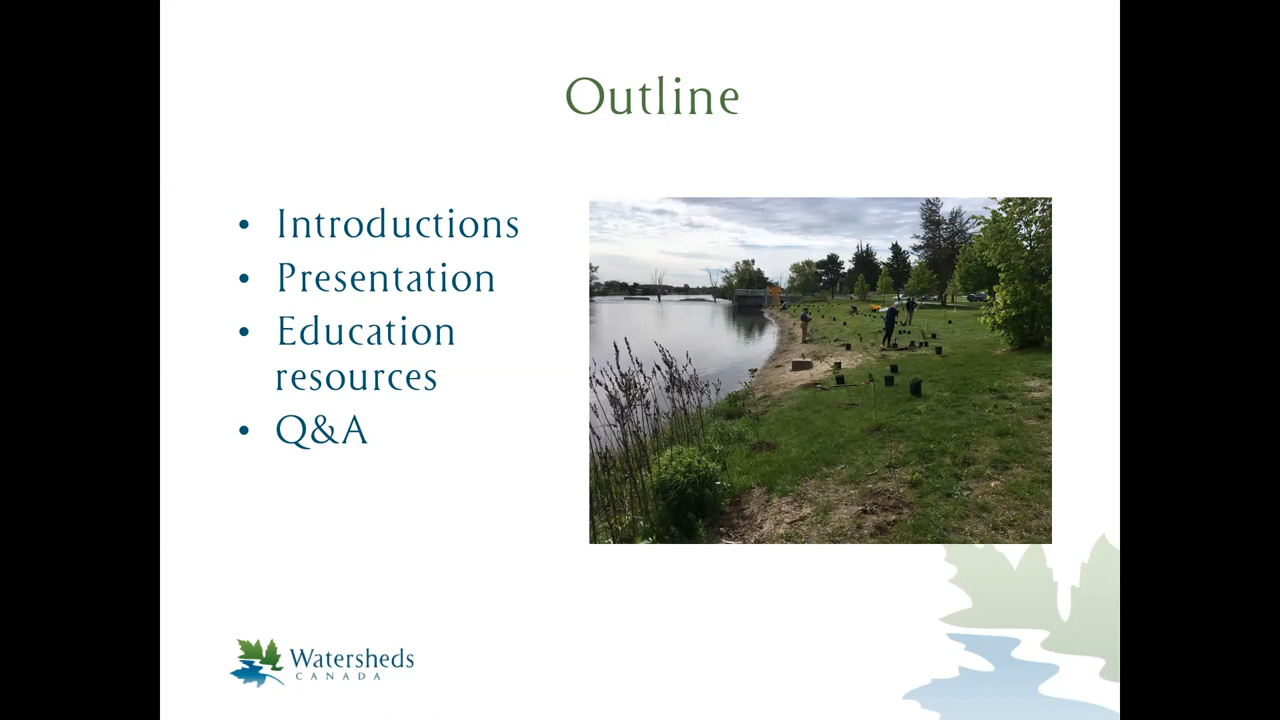 Outline
• Introductions
• Presentation
• Education
resources
• Q&A
Watersheds
CANADA